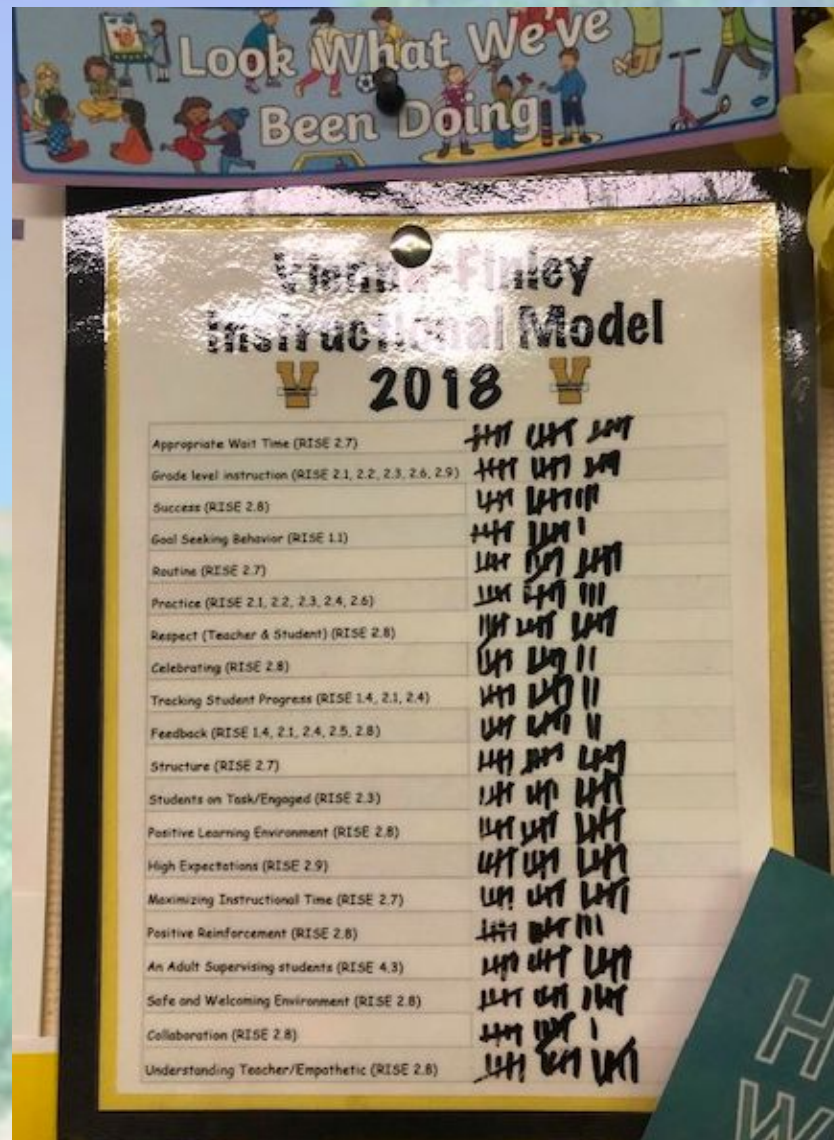 Look What We've
Been Doing
Vienna-Finley
Instructional Model
2018
Appropriate Wait Time (RISE 2.7)
Grade level instruction (RISE 2.1, 2.2, 2.3, 2.6, 2.9)
Success (RISE 2.8)
Goal Seeking Behavior (RISE 1.1)
Routine (RISE 2.7)
Practice (RISE 2.1, 2.2, 2.3, 2.4, 2.6)
Respect (Teacher & Student) (RISE 2.8)
Celebrating (RISE 2.8)
Tracking Student Progress (RISE 1.4, 2.1, 2.4)
Feedback (RISE 1.4, 2.1, 2.4, 2.5, 2.8)
Structure (RISE 2.7)
Students on Task/Engaged (RISE 2.3)
Positive Learning Environment (RISE 2.8)
High Expectations (RISE 2.9)
Maximizing Instructional Time (RISE 2.7)
Positive Reinforcement (RISE 2.8)
An Adult Supervising students (RISE 4.3)
Safe and Welcoming Environment (RISE 2.8)
Collaboration (RISE 2.8)
Understanding Teacher/Empathetic (RISE 2.8)
H
W